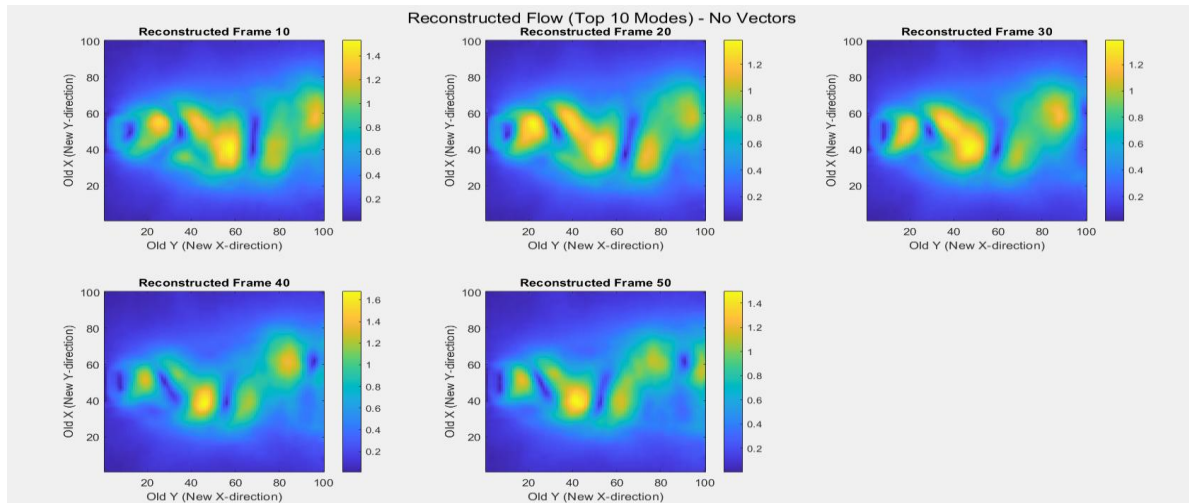 Reconstructed Flow (Top 10 Modes) - No Vectors
Reconstructed Frame 10
100
80
60
40
20
20 40 60 80 100
Old X (New Y-direction)
Old Y (New X-direction)
1.4
1.2
1
0.8
0.6
0.4
0.2
Reconstructed Frame 20
100
80
60
40
20
20 40 60 80 100
Old X (New Y-direction)
Old Y (New X-direction)
1.2
1
0.8
0.6
0.4
0.2
Reconstructed Frame 30
100
80
60
40
20
20 40 60 80 100
Old X (New Y-direction)
Old Y (New X-direction)
1.2
1
0.8
0.6
0.4
0.2
Reconstructed Frame 40
100
80
60
40
20
20 40 60 80 100
Old X (New Y-direction)
Old Y (New X-direction)
1.6
1.4
1.2
1
0.8
0.6
0.4
0.2
Reconstructed Frame 50
100
80
60
40
20
20 40 60 80 100
Old X (New Y-direction)
Old Y (New X-direction)
1.4
1.2
1
0.8
0.6
0.4
0.2